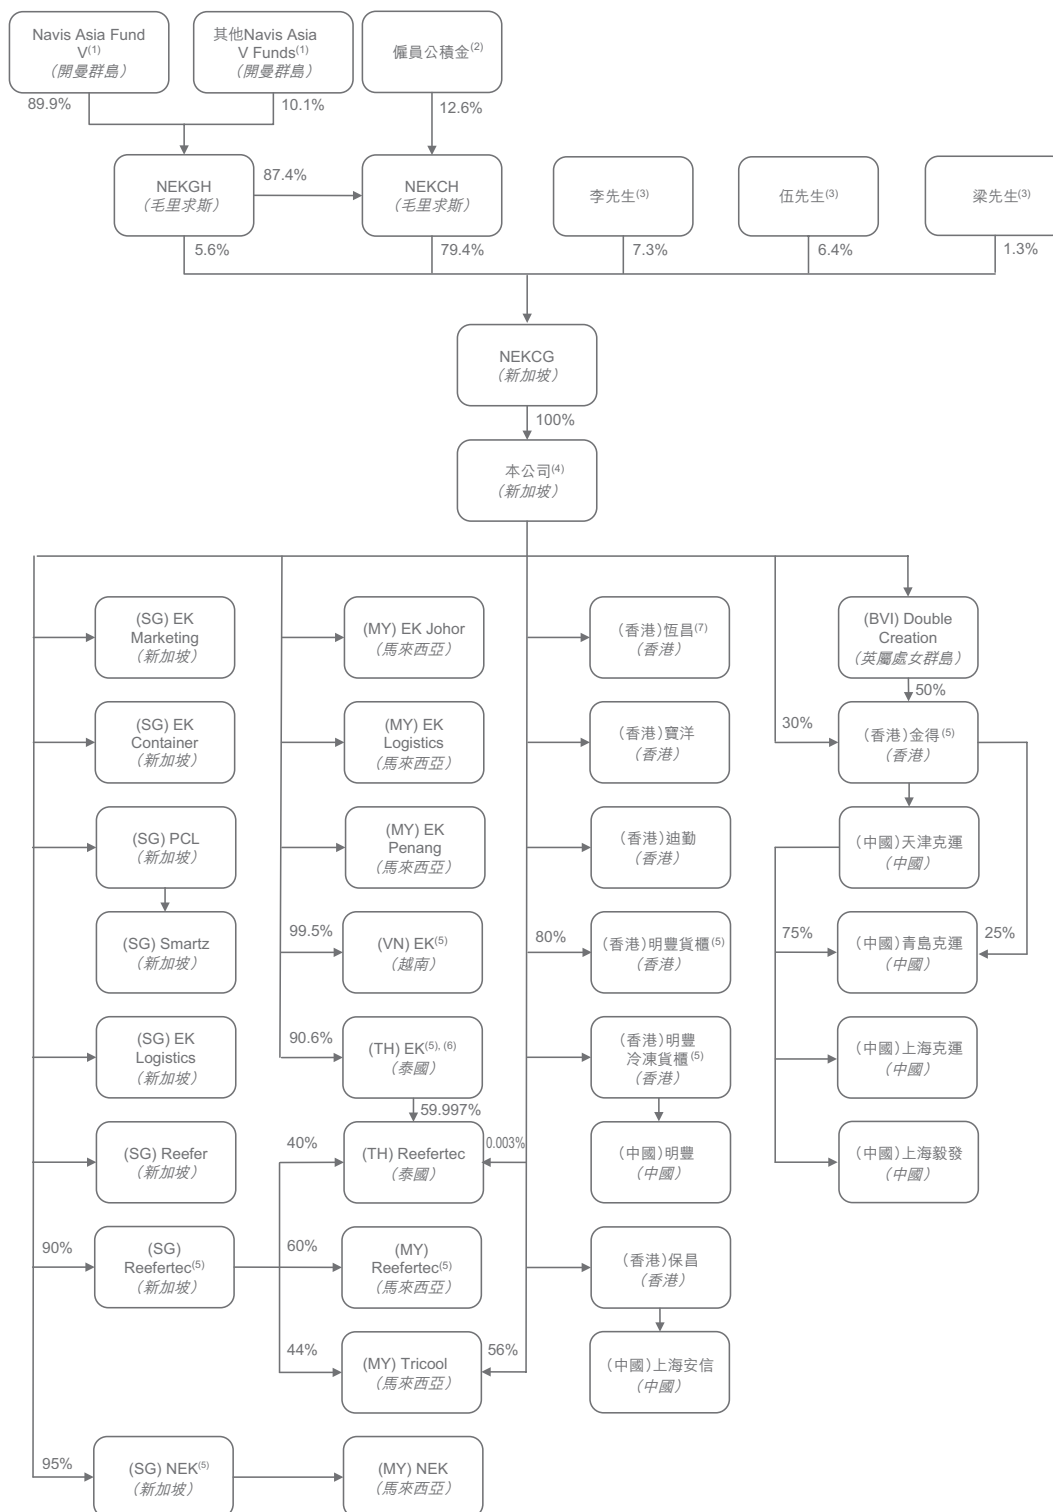 Navis Asia Fund
V(1)
（開曼群島）
其他Navis Asia
V Funds(1)
（開曼群島）
僱員公積金(2)
89.9%
10.1%
12.6%
NEKGH
（毛里求斯）
87.4%
NEKCH
（毛里求斯）
李先生(3)
伍先生(3)
梁先生(3)
5.6%
79.4%
7.3%
6.4%
1.3%
NEKCG
（新加坡）
100%
本公司(4)
（新加坡）
(SG) EK
Marketing
（新加坡）
(MY) EK Johor
（馬來西亞）
（香港）恆昌(7)
（香港）
(BVI) Double
Creation
（英屬處女群島）
50%
(SG) EK
Container
（新加坡）
(MY) EK
Logistics
（馬來西亞）
（香港）寶洋
（香港）
30%
（香港）金得(5)
（香港）
(SG) PCL
（新加坡）
(MY) EK
Penang
（馬來西亞）
（香港）迪勤
（香港）
（中國）天津克運
（中國）
(SG) Smartz
（新加坡）
99.5%
(VN) EK(5)
（越南）
80%
（香港）明豐貨櫃(5)
（香港）
75%
（中國）青島克運
（中國）
25%
(SG) EK
Logistics
（新加坡）
90.6%
(TH) EK(5), (6)
（泰國）
（香港）明豐
冷凍貨櫃(5)
（香港）
（中國）上海克運
（中國）
59.997%
(SG) Reefer
（新加坡）
40%
(TH) Reefertec
（泰國）
0.003%
（中國）明豐
（中國）
（中國）上海毅發
（中國）
90%
(SG)
Reefertec(5)
（新加坡）
60%
(MY)
Reefertec(5)
（馬來西亞）
（香港）保昌
（香港）
44%
(MY) Tricool
（馬來西亞）
56%
（中國）上海安信
（中國）
95%
(SG) NEK(5)
（新加坡）
(MY) NEK
（馬來西亞）